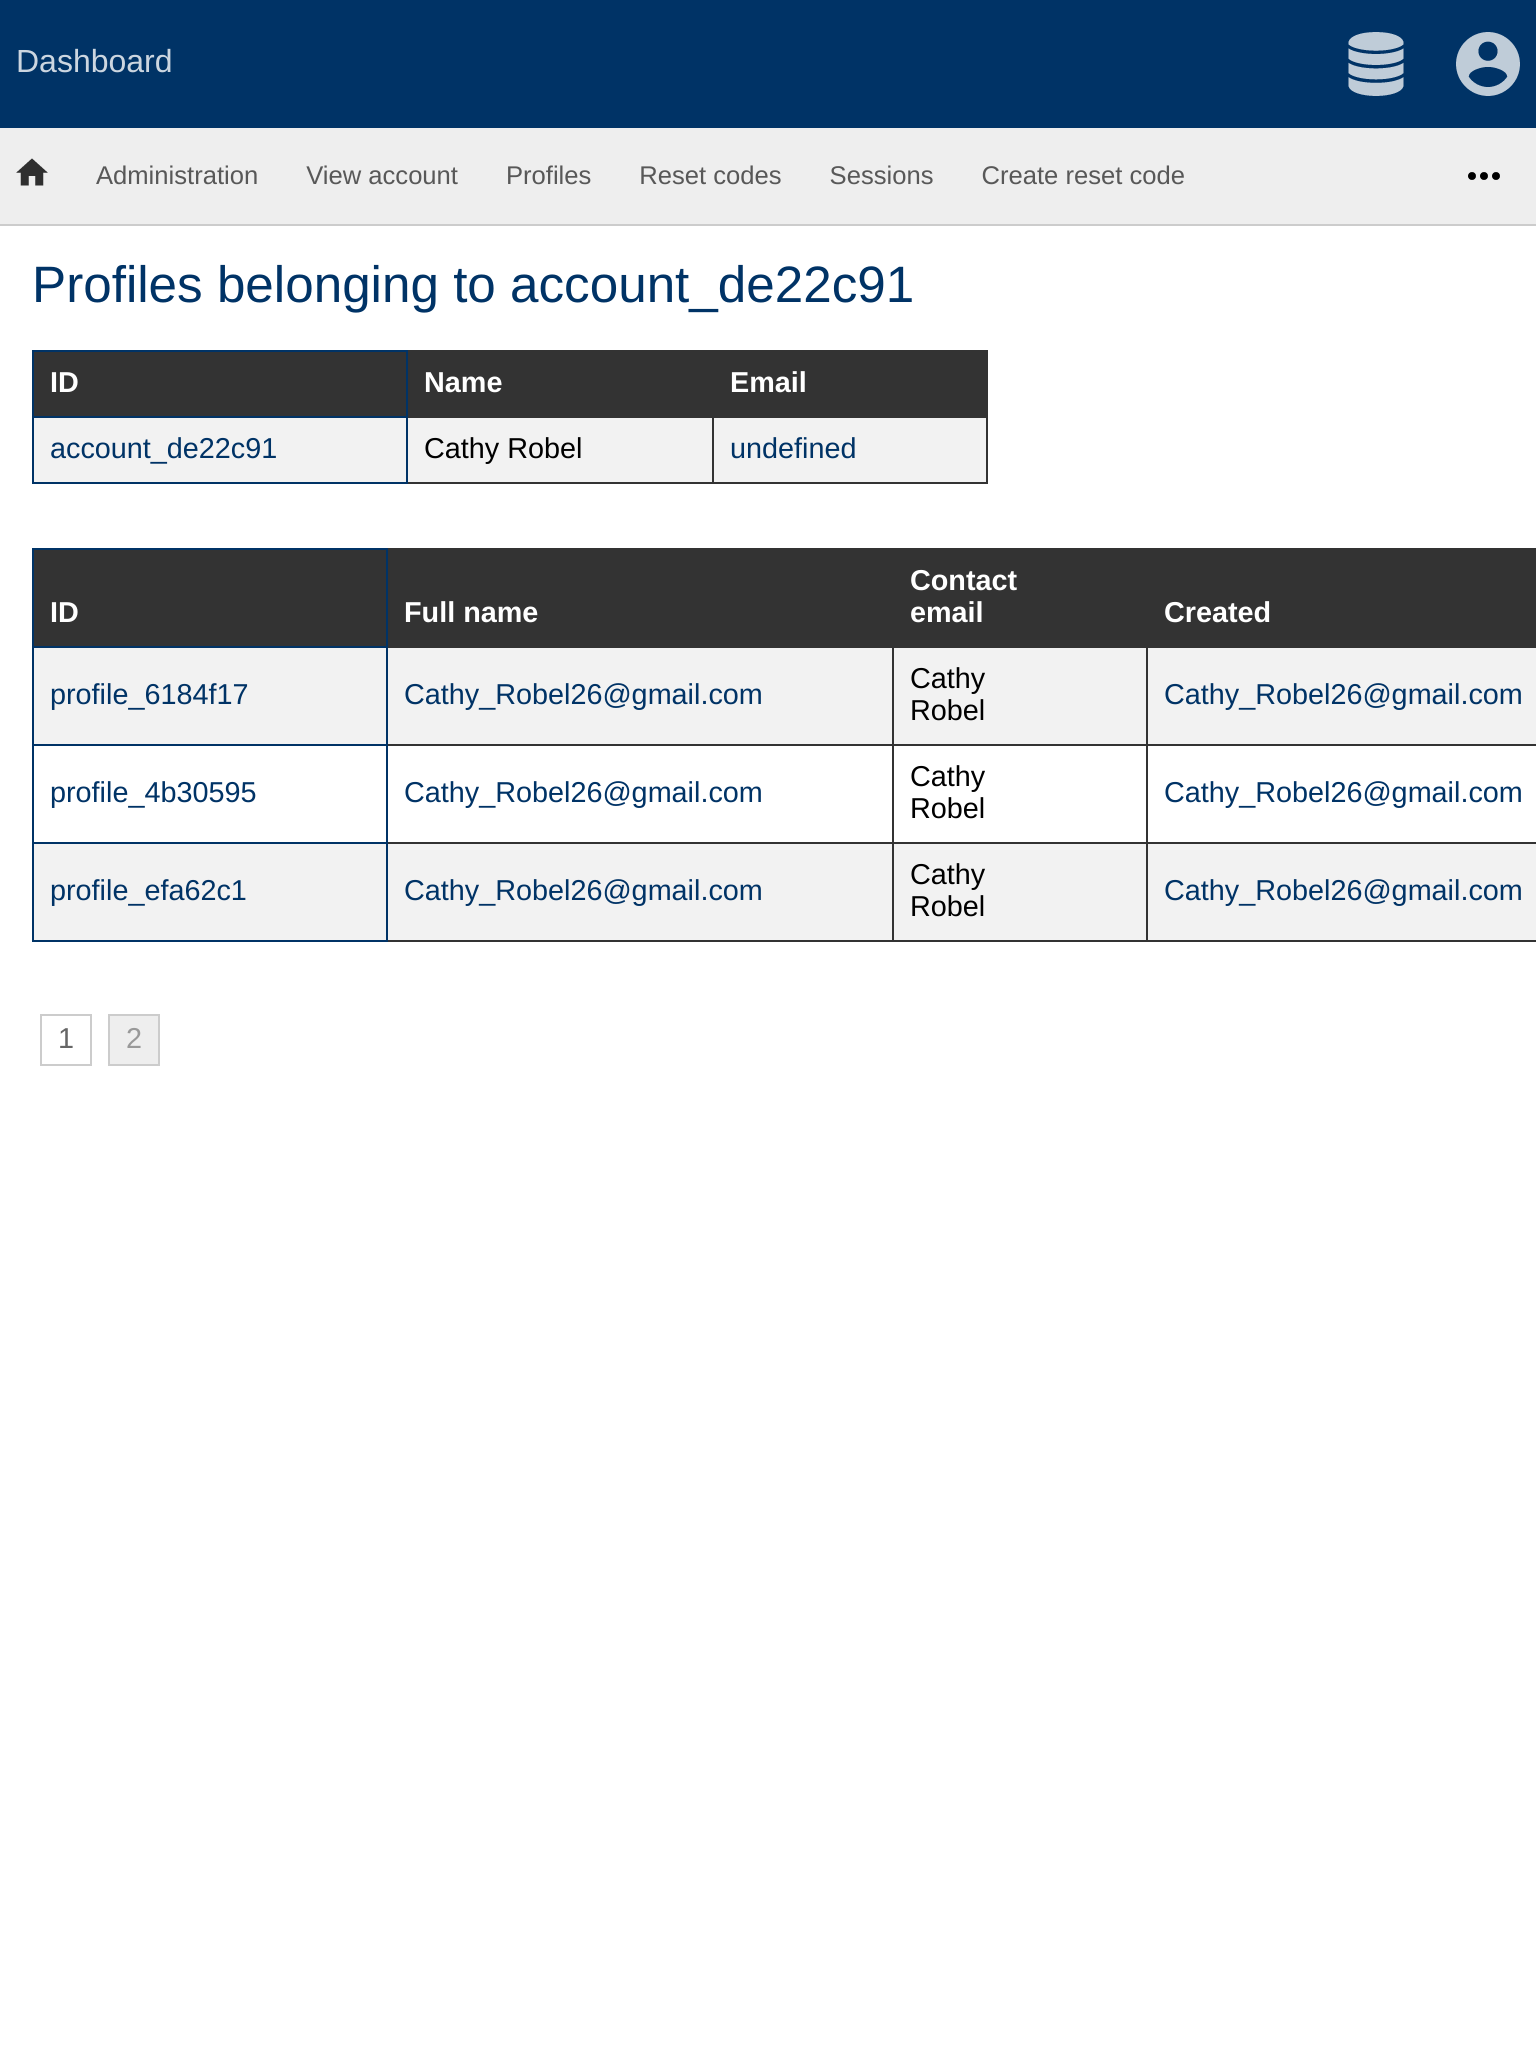 Dashboard
Administration View account Profiles Reset codes Sessions Create reset code
Profiles belonging to account_de22c91
ID Name Email
account_de22c91 Cathy Robel undefined
ID Full name Contact email Created
profile_6184f17 Cathy_Robel26@gmail.com Cathy Robel Cathy_Robel26@gmail.com
profile_4b30595 Cathy_Robel26@gmail.com Cathy Robel Cathy_Robel26@gmail.com
profile_efa62c1 Cathy_Robel26@gmail.com Cathy Robel Cathy_Robel26@gmail.com
1 2